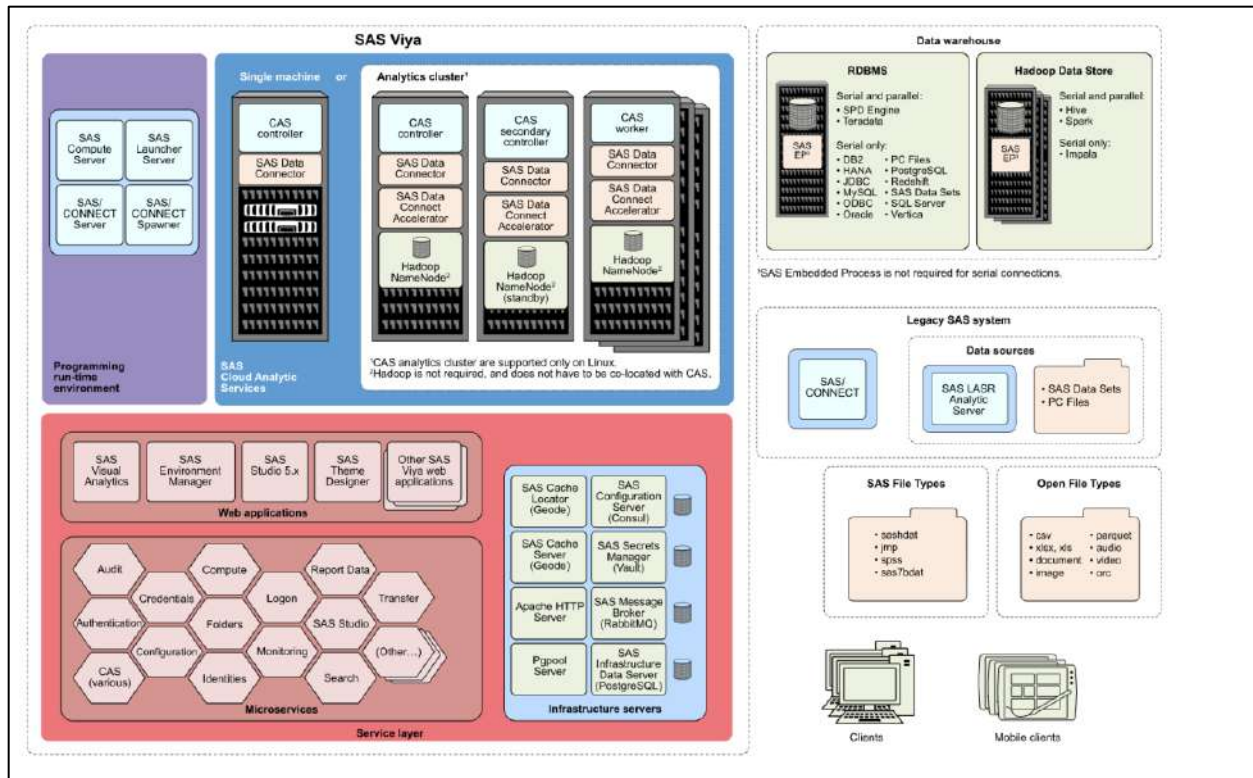 SAS Viya
Single machine or Analytics cluster¹
SAS
Compute
Server
SAS
Launcher
Server
SAS/
CONNECT
Server
SAS/
CONNECT
Spawner
Programming
run-time
environment
CAS
controller
SAS Data
Connector
CAS
controller
SAS Data
Connector
SAS Data
Connect
Accelerator
Hadoop
NameNode²
CAS
secondary
controller
SAS Data
Connector
SAS Data
Connect
Accelerator
Hadoop
NameNode²
(standby)
CAS
worker
SAS Data
Connector
SAS Data
Connect
Accelerator
Hadoop
NameNode²
SAS
Cloud Analytic
Services
¹CAS analytics cluster are supported only on Linux.
²Hadoop is not required, and does not have to be co-located with CAS.
SAS
Visual
Analytics
SAS
Environment
Manager
SAS
Studio 5.x
SAS
Theme
Designer
Other SAS
Viya web
applications
Web applications
Audit
Compute
Report Data
Credentials
Logon
Transfer
Authentication
Folders
SAS Studio
Configuration
Monitoring
(Other...)
CAS
(various)
Identities
Search
Microservices
SAS Cache
Locator
(Geode)
SAS
Configuration
Server
(Consul)
SAS Cache
Server
(Geode)
SAS Secrets
Manager
(Vault)
Apache HTTP
Server
SAS Message
Broker
(RabbitMQ)
Pgpool
Server
SAS
Infrastructure
Data Server
(PostgreSQL)
Infrastructure servers
Service layer
Data warehouse
RDBMS
SAS
EP³
Serial and parallel:
• SPD Engine
• Teradata
Serial only:
• DB2 • PC Files
• HANA • PostgreSQL
• JDBC • Redshift
• MySQL • SAS Data Sets
• ODBC • SQL Server
• Oracle • Vertica
Hadoop Data Store
SAS
EP³
Serial and parallel:
• Hive
• Spark
Serial only:
• Impala
³SAS Embedded Process is not required for serial connections.
Legacy SAS system
SAS/
CONNECT
Data sources
SAS LASR
Analytic
Server
• SAS Data Sets
• PC Files
SAS File Types
• sashdat
• jmp
• spss
• sas7bdat
Open File Types
• csv • parquet
• xlsx, xls • audio
• document • video
• image • orc
Clients
Mobile clients